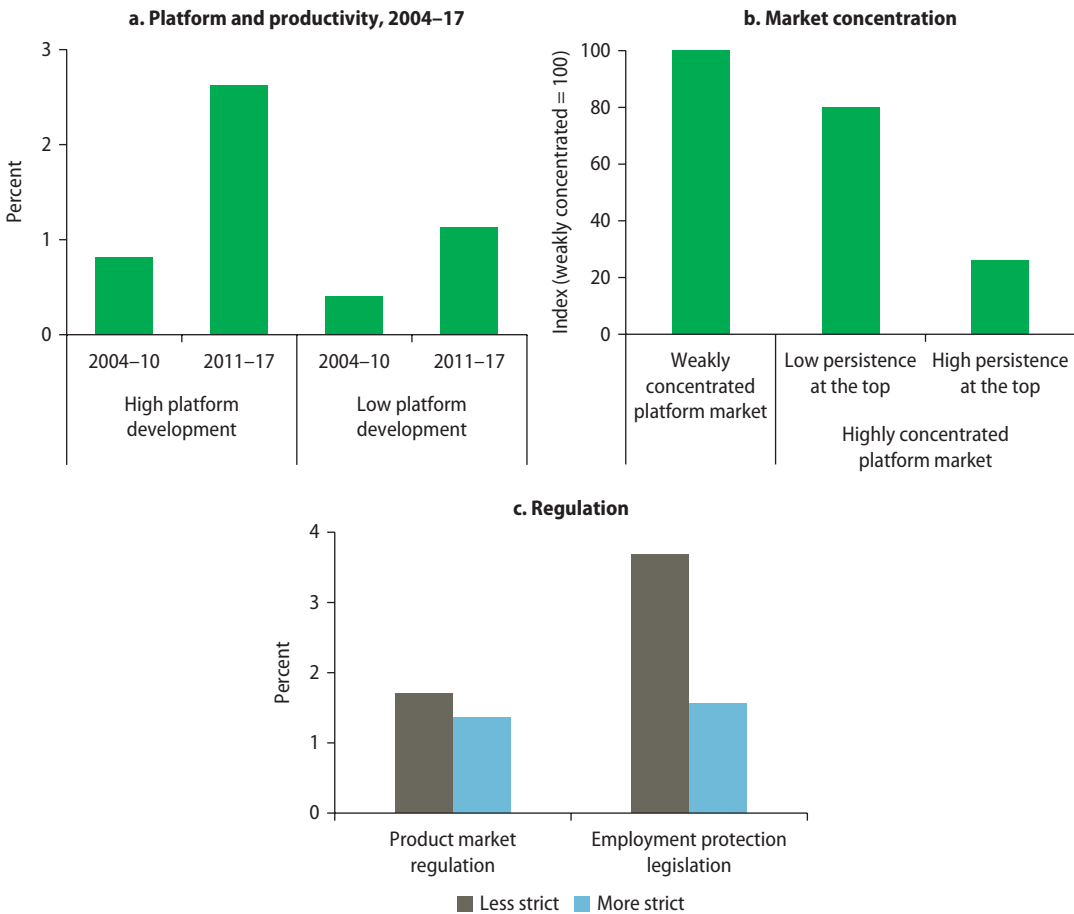 a. Platform and productivity, 2004–17
Percent
3
2
1
0
2004–10
2011–17
2004–10
2011–17
High platform
development
Low platform
development
b. Market concentration
Index (weakly concentrated = 100)
100
80
60
40
20
0
Weakly
concentrated
platform market
Low persistence
at the top
High persistence
at the top
Highly concentrated
platform market
c. Regulation
Percent
4
3
2
1
0
Product market
regulation
Employment protection
legislation
Less strict
More strict